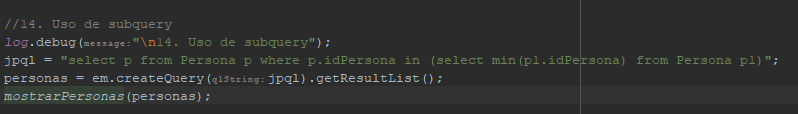 //14. Uso de subquery
log.debug( message: "\n14. Uso de subquery");
jpql = "select p from Persona p where p.idPersona in (select min(p1.idPersona) from Persona p1)";
personas = em.createQuery( qlString: jpql).getResultList();
mostrarPersonas(personas);